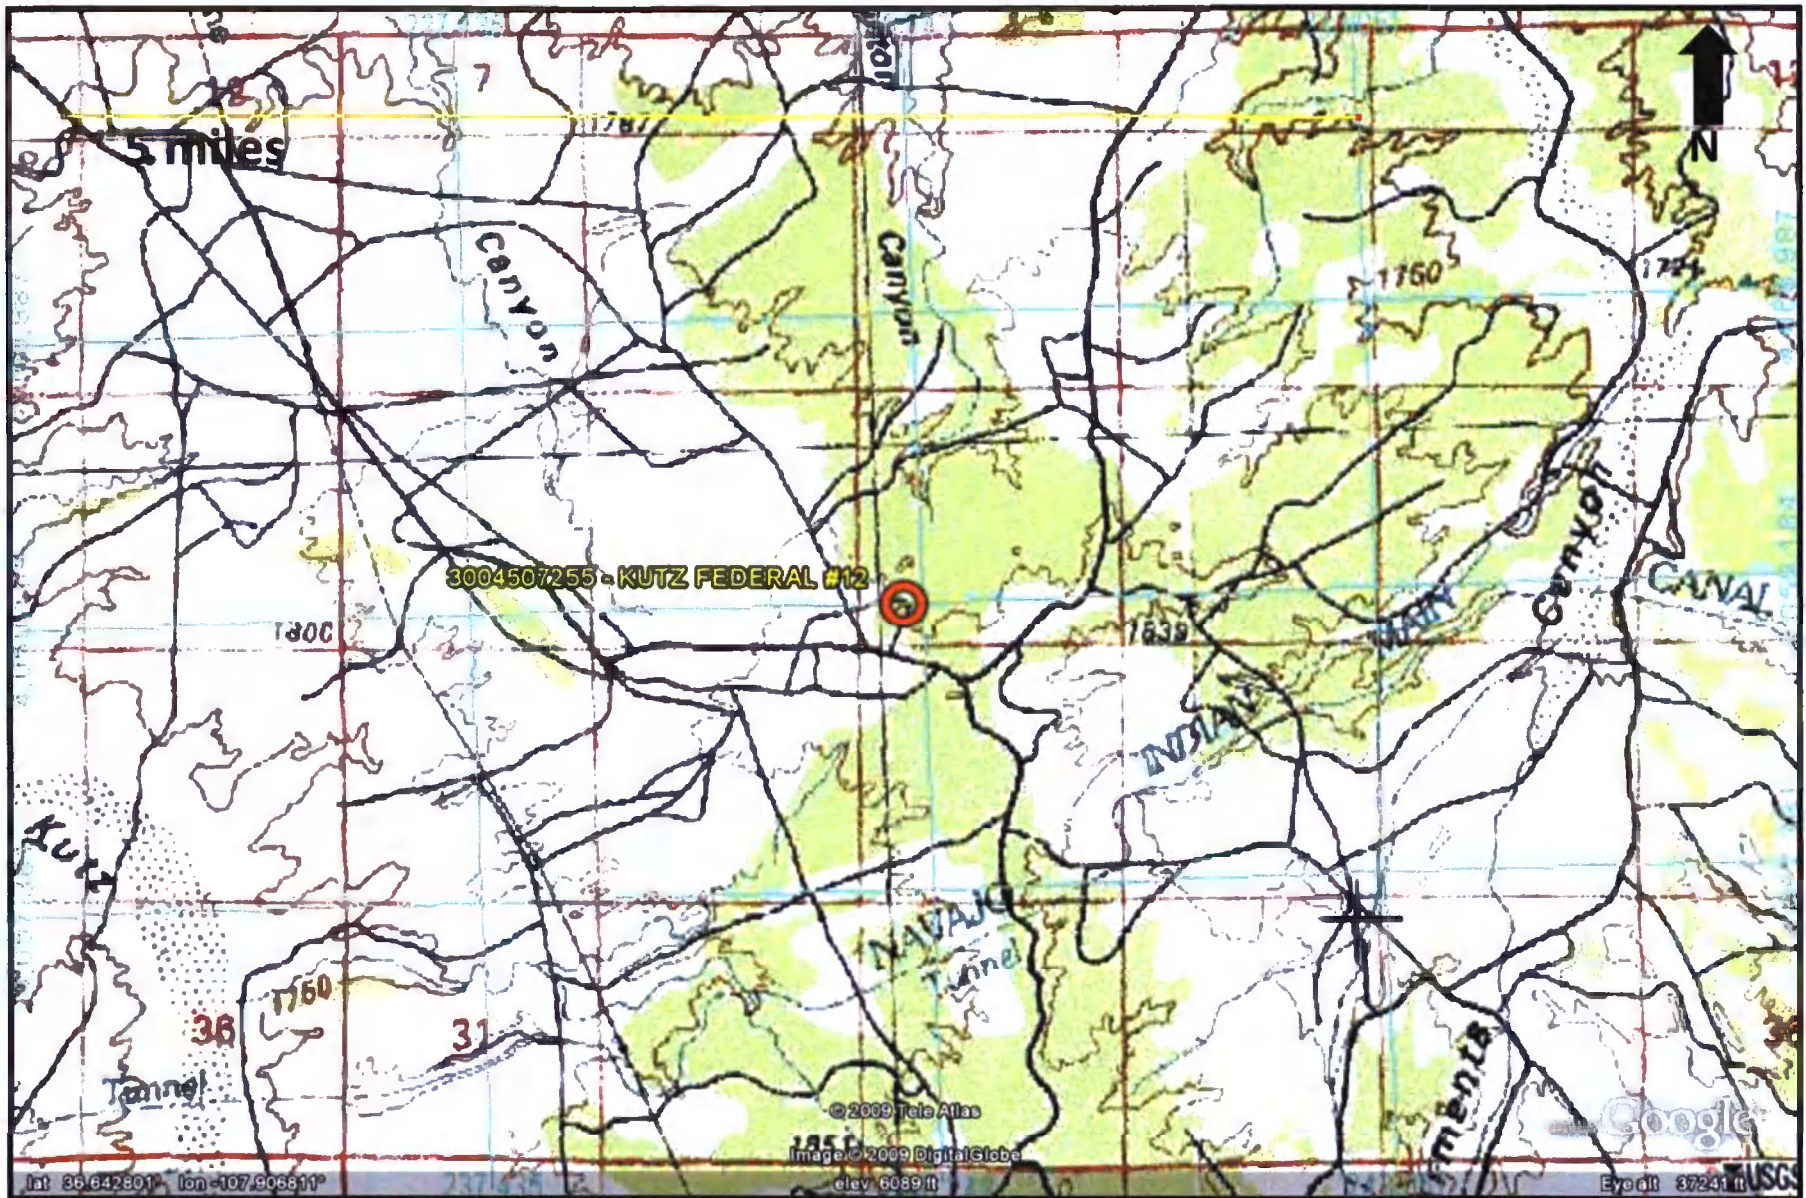 7
1787
5 miles
N
Canyon
Canyon
1760
Canyon
3004507255 - KUTZ FEDERAL #12
CANAL
1800
1639
MAIN
INDIAN
Kutz
NAVAJO
Tunnel
1760
36
31
Tunnel
© 2009 Tele Atlas
Image © 2009 DigitalGlobe
Google
ments
lat 36.642801° lon -107.906811°
elev 6089 ft
Eye alt 37241 ft
USGS